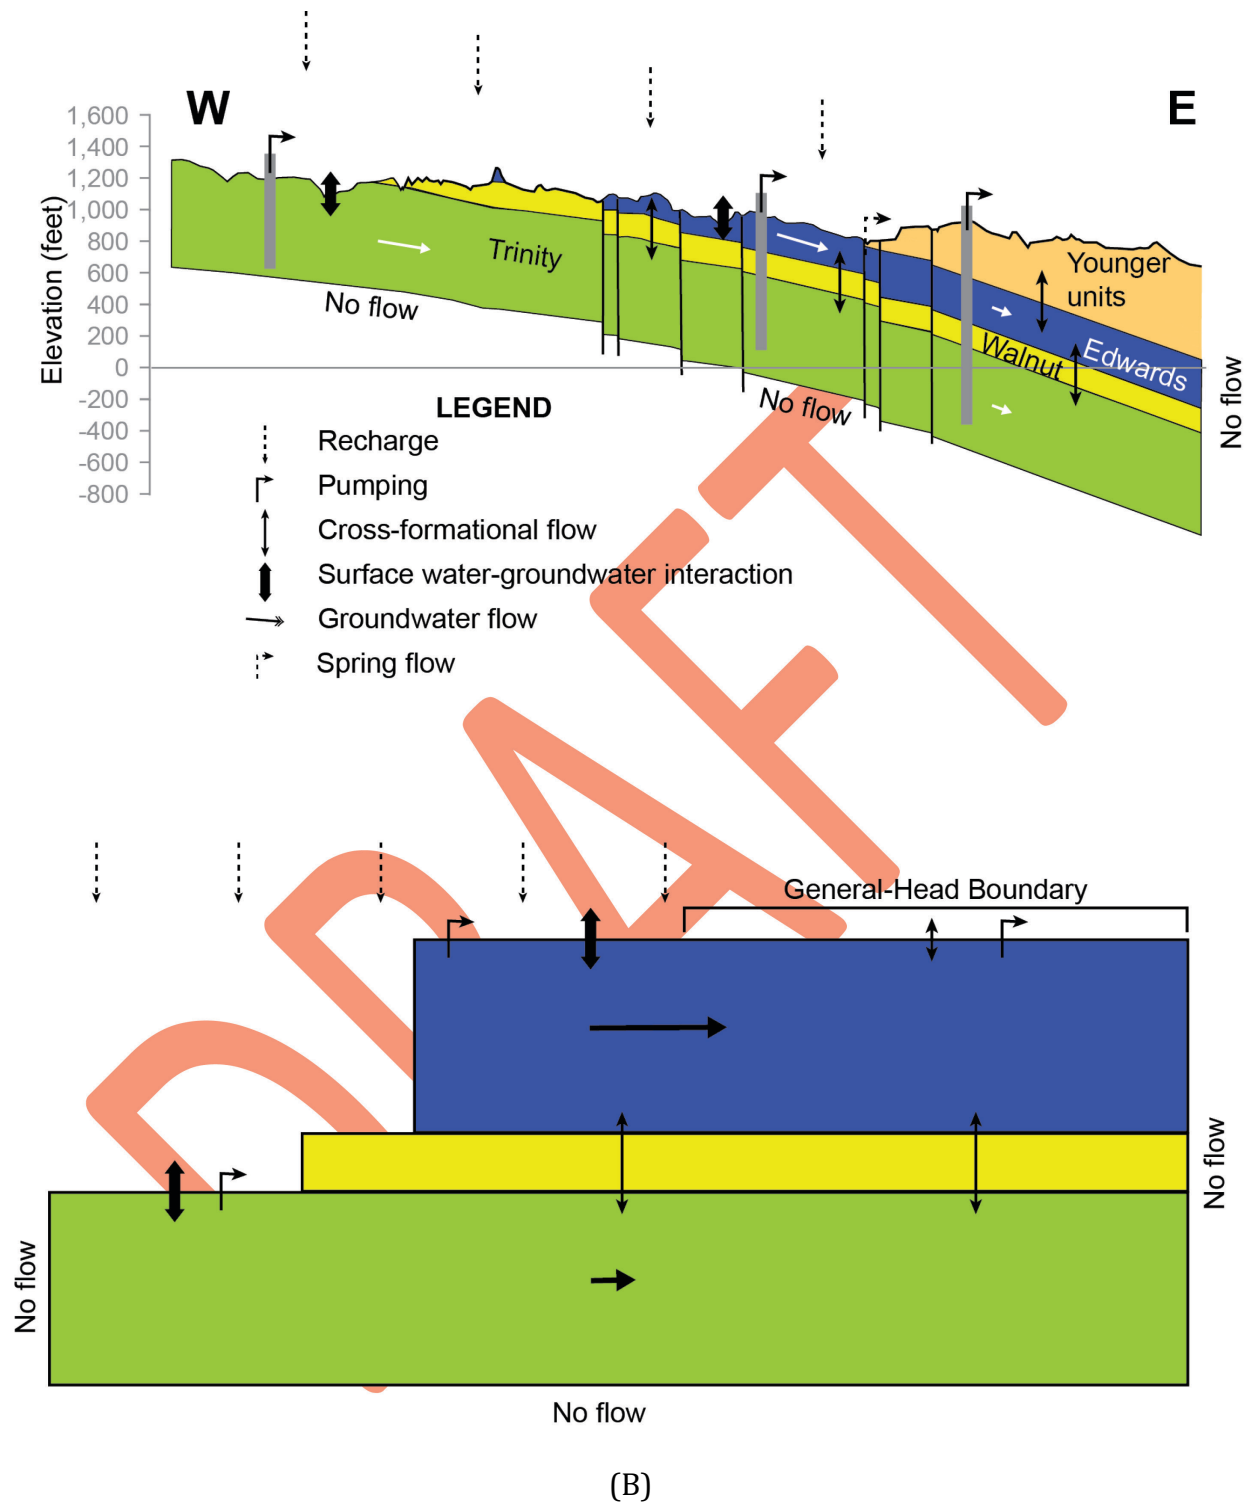 W
E
Elevation (feet)
1,600
1,400
1,200
1,000
800
600
400
200
0
-200
-400
-600
-800
Trinity
Younger
units
Edwards
Walnut
No flow
No flow
No flow
LEGEND
Recharge
Pumping
Cross-formational flow
Surface water-groundwater interaction
Groundwater flow
Spring flow
DRAFT
General-Head Boundary
No flow
No flow
No flow
(B)